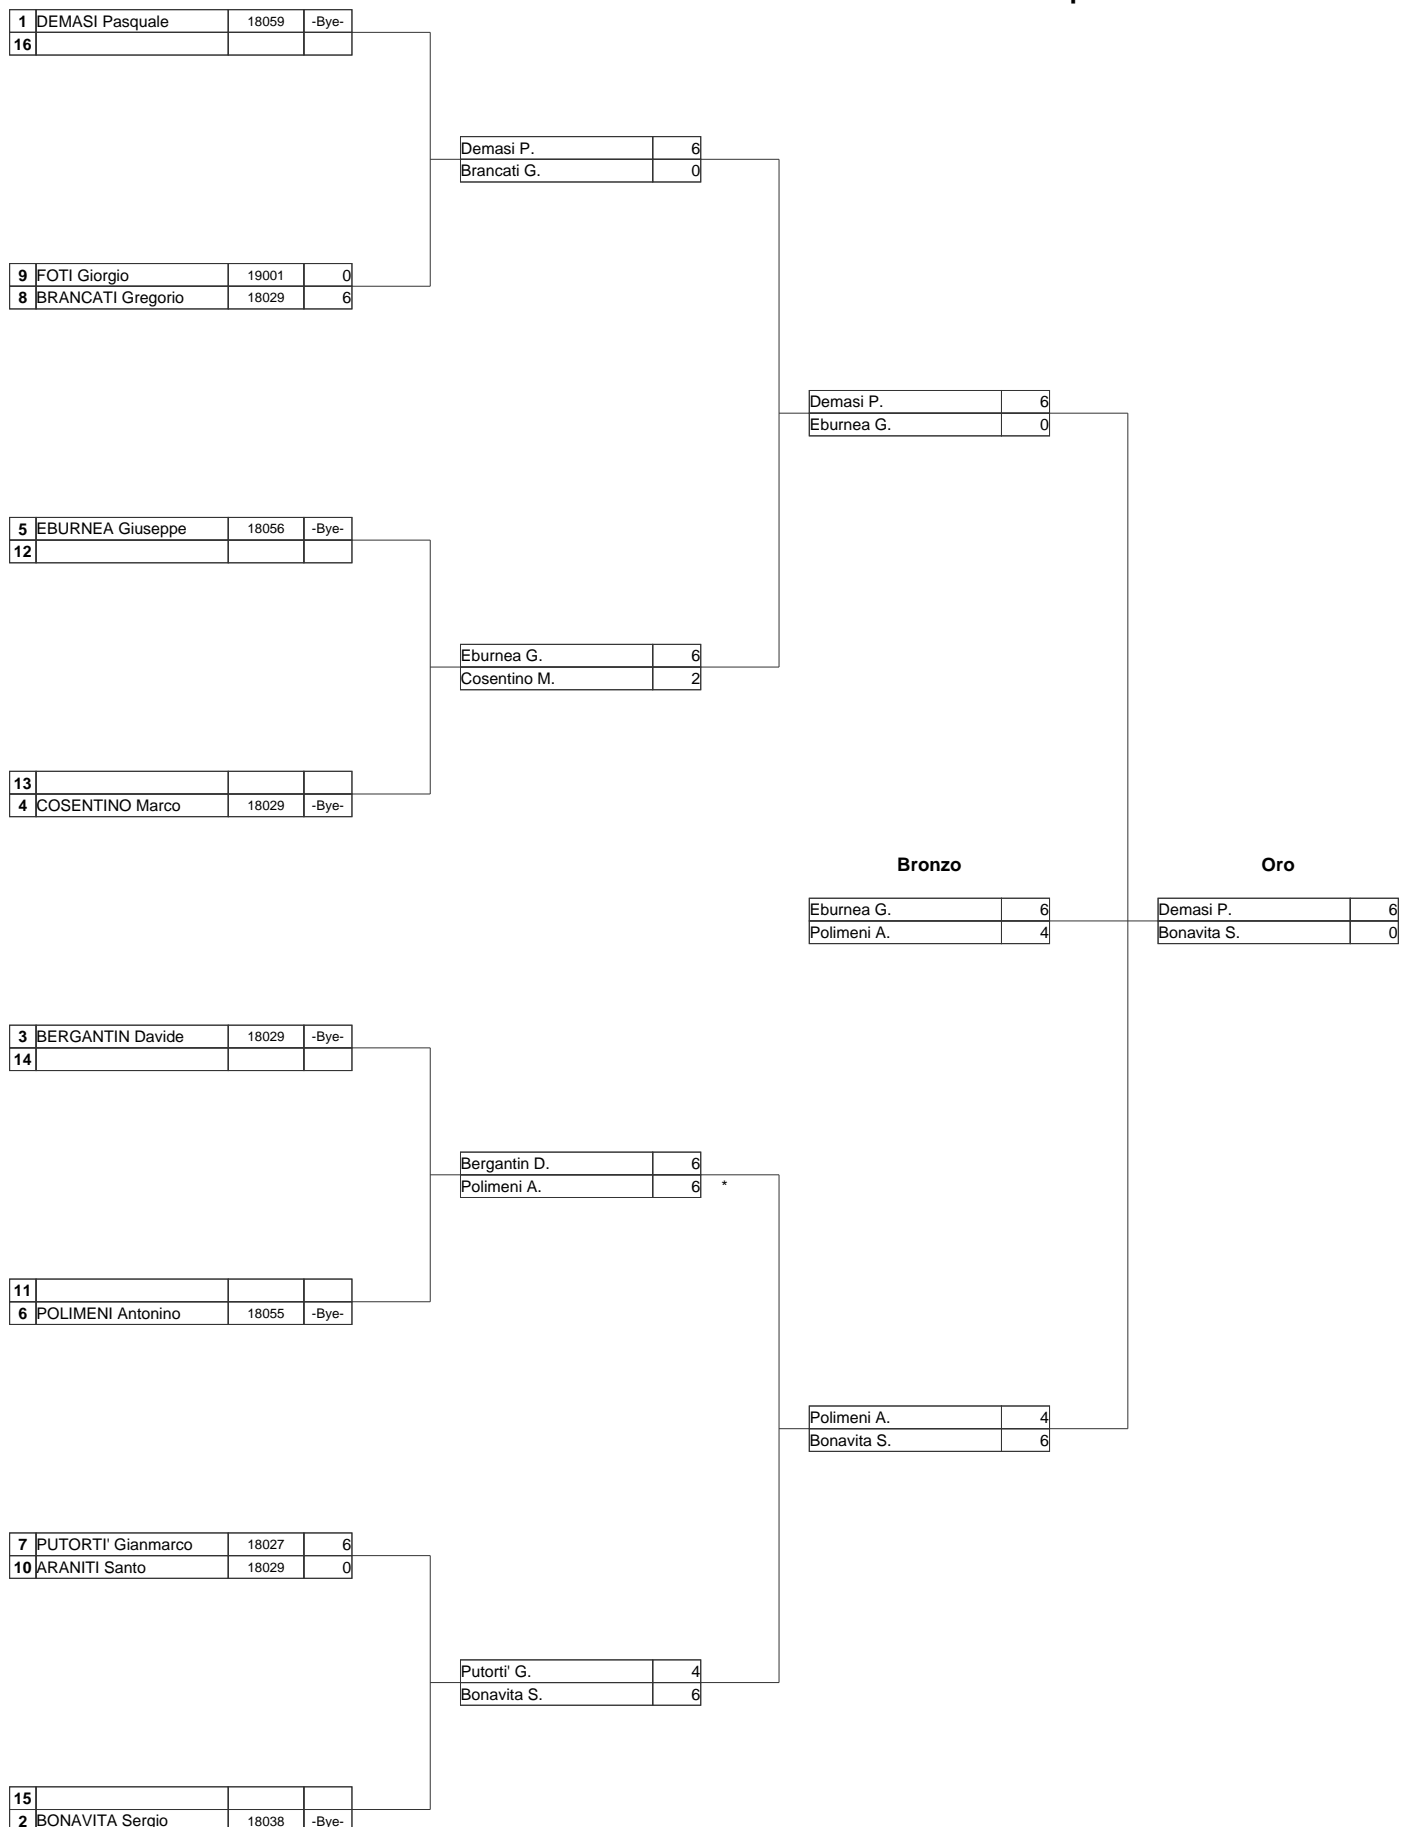 1 DEMASI Pasquale 18059 -Bye-
16
Demasi P. 6
Brancati G. 0
9 FOTI Giorgio 19001 0
8 BRANCATI Gregorio 18029 6
Demasi P. 6
Eburnea G. 0
5 EBURNEA Giuseppe 18056 -Bye-
12
Eburnea G. 6
Cosentino M. 2
13
4 COSENTINO Marco 18029 -Bye-
Bronzo Oro
Eburnea G. 6 Demasi P. 6
Polimeni A. 4 Bonavita S. 0
3 BERGANTIN Davide 18029 -Bye-
14
Bergantin D. 6
Polimeni A. 6 *
11
6 POLIMENI Antonino 18055 -Bye-
Polimeni A. 4
Bonavita S. 6
7 PUTORTI' Gianmarco 18027 6
10 ARANITI Santo 18029 0
Putorti' G. 4
Bonavita S. 6
15
2 BONAVITA Sergio 18038 -Bye-